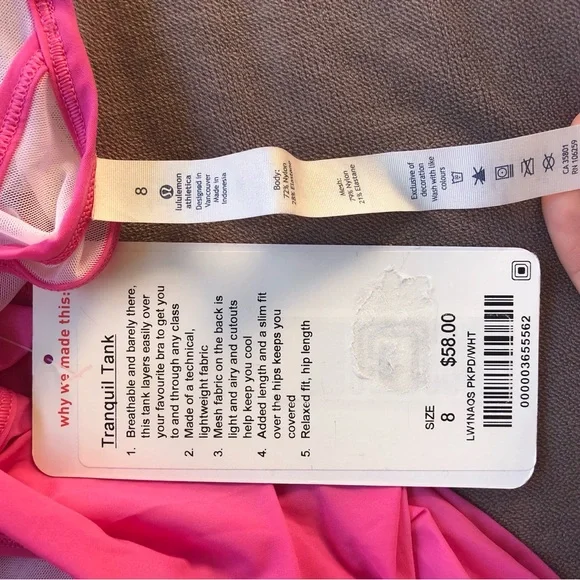 8
lululemon
athletica
Designed in
Vancouver
Made in
Indonesia
Body:
72% Nylon
28% Elastane
Mesh:
79% Nylon
21% Elastane
Exclusive of
decoration
Wash with like
colours
CA 35801
RN 106259
why we made this:
Tranquil Tank
1. Breathable and barely there,
this tank layers easily over
your favourite bra to get you
to and through any class
2. Made of a technical,
lightweight fabric
3. Mesh fabric on the back is
light and airy and cutouts
help keep you cool
4. Added length and a slim fit
over the hips keeps you
covered
5. Relaxed fit, hip length
SIZE
8
$58.00
LW1NAOS PKPD/WHT
000003655562